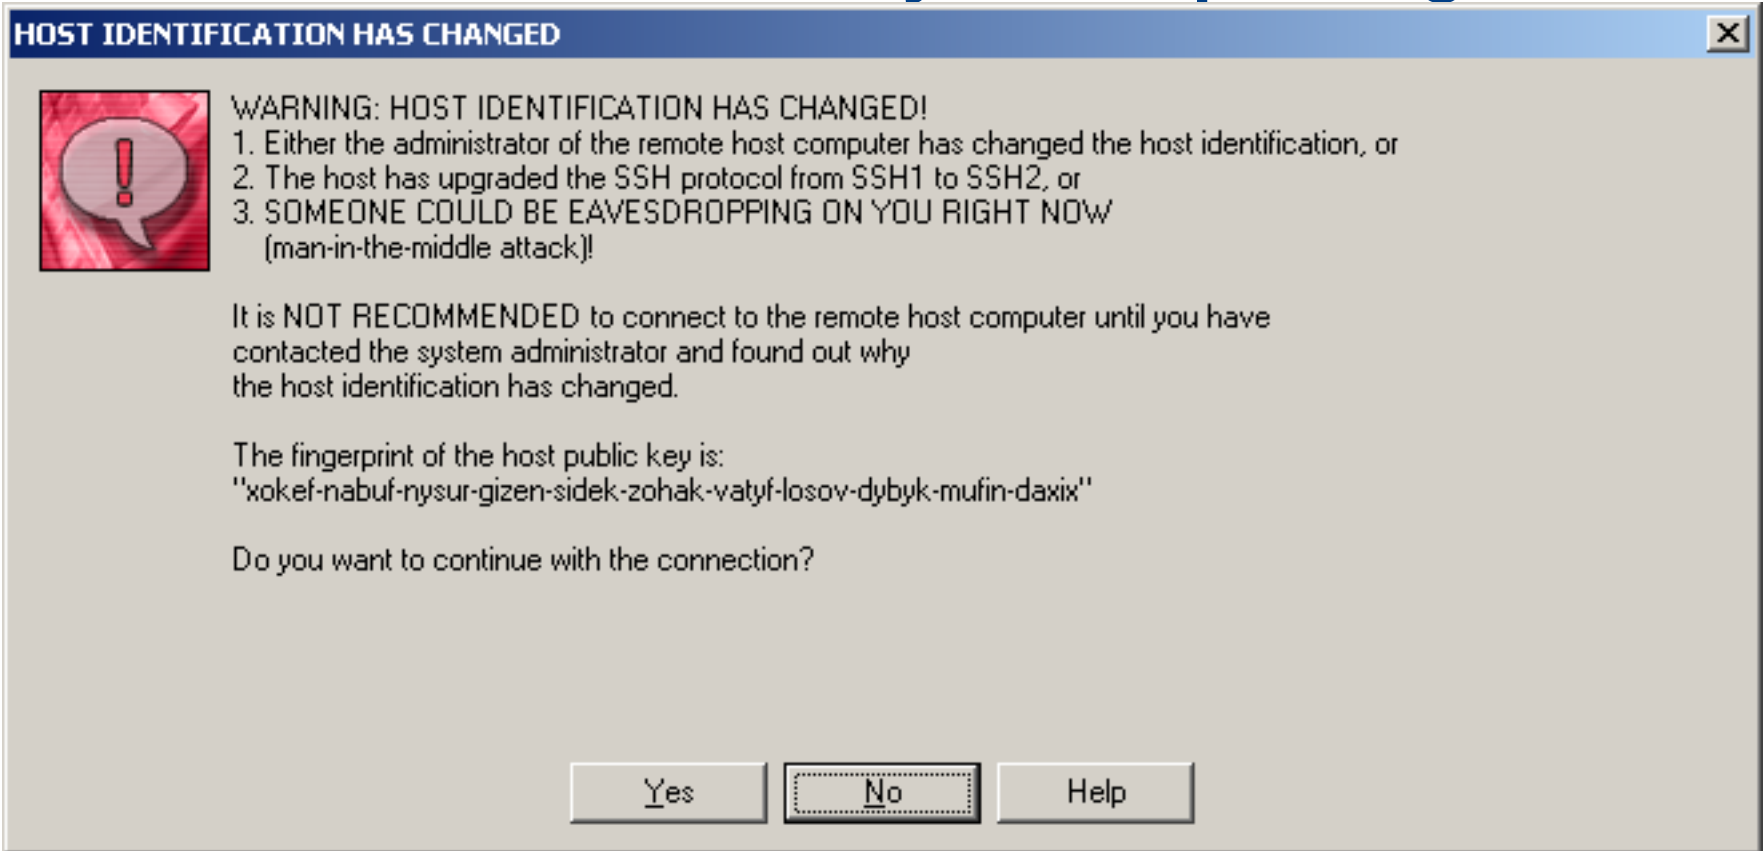 HOST IDENTIFICATION HAS CHANGED
WARNING: HOST IDENTIFICATION HAS CHANGED!
1. Either the administrator of the remote host computer has changed the host identification, or
2. The host has upgraded the SSH protocol from SSH1 to SSH2, or
3. SOMEONE COULD BE EAVESDROPPING ON YOU RIGHT NOW
(man-in-the-middle attack)!
It is NOT RECOMMENDED to connect to the remote host computer until you have
contacted the system administrator and found out why
the host identification has changed.
The fingerprint of the host public key is:
"xokef-nabuf-nysur-gizen-sidek-zohak-vatyf-losov-dybyk-mufin-daxix"
Do you want to continue with the connection?
Yes No Help